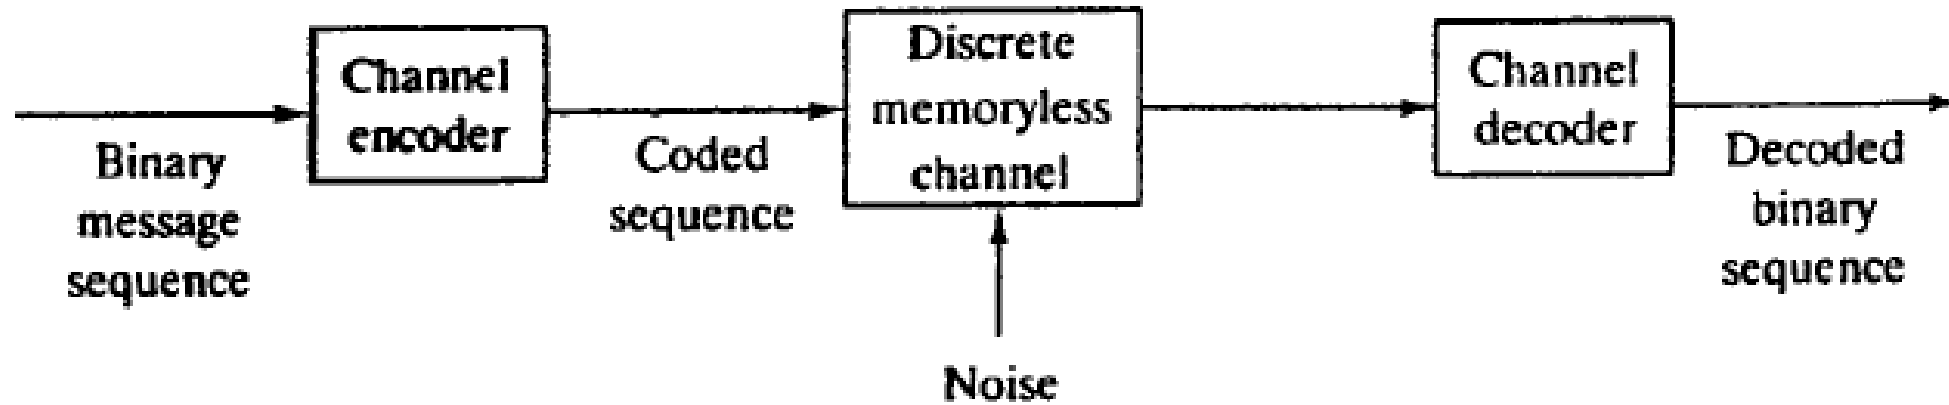 Channel
encoder
Discrete
memoryless
channel
Channel
decoder
Binary
message
sequence
Coded
sequence
Decoded
binary
sequence
Noise